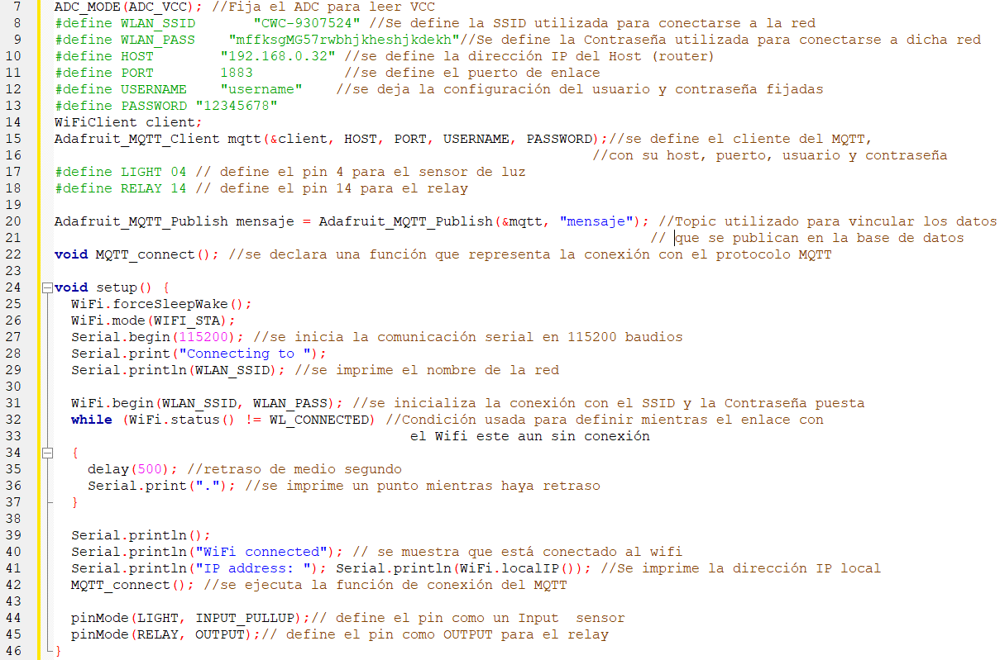 7 ADC_MODE(ADC_VCC); //Fija el ADC para leer VCC
8 #define WLAN_SSID "CWC-9307524" //Se define la SSID utilizada para conectarse a la red
9 #define WLAN_PASS "mffksgMG57rwbhjkheshjkdekh"//Se define la Contraseña utilizada para conectarse a dicha red
10 #define HOST "192.168.0.32" //se define la dirección IP del Host (router)
11 #define PORT 1883 //se define el puerto de enlace
12 #define USERNAME "username" //se deja la configuración del usuario y contraseña fijadas
13 #define PASSWORD "12345678"
14 WiFiClient client;
15 Adafruit_MQTT_Client mqtt(&client, HOST, PORT, USERNAME, PASSWORD);//se define el cliente del MQTT,
16 //con su host, puerto, usuario y contraseña
17 #define LIGHT 04 // define el pin 4 para el sensor de luz
18 #define RELAY 14 // define el pin 14 para el relay
19
20 Adafruit_MQTT_Publish mensaje = Adafruit_MQTT_Publish(&mqtt, "mensaje"); //Topic utilizado para vincular los datos
21 // que se publican en la base de datos
22 void MQTT_connect(); //se declara una función que representa la conexión con el protocolo MQTT
23
24 void setup() {
25 WiFi.forceSleepWake();
26 WiFi.mode(WIFI_STA);
27 Serial.begin(115200); //se inicia la comunicación serial en 115200 baudios
28 Serial.print("Connecting to ");
29 Serial.println(WLAN_SSID); //se imprime el nombre de la red
30
31 WiFi.begin(WLAN_SSID, WLAN_PASS); //se inicializa la conexión con el SSID y la Contraseña puesta
32 while (WiFi.status() != WL_CONNECTED) //Condición usada para definir mientras el enlace con
33 el Wifi este aun sin conexión
34 {
35 delay(500); //retraso de medio segundo
36 Serial.print("."); //se imprime un punto mientras haya retraso
37 }
38
39 Serial.println();
40 Serial.println("WiFi connected"); // se muestra que está conectado al wifi
41 Serial.println("IP address: "); Serial.println(WiFi.localIP()); //Se imprime la dirección IP local
42 MQTT_connect(); //se ejecuta la función de conexión del MQTT
43
44 pinMode(LIGHT, INPUT_PULLUP);// define el pin como un Input  sensor
45 pinMode(RELAY, OUTPUT);// define el pin como OUTPUT para el relay
46 }